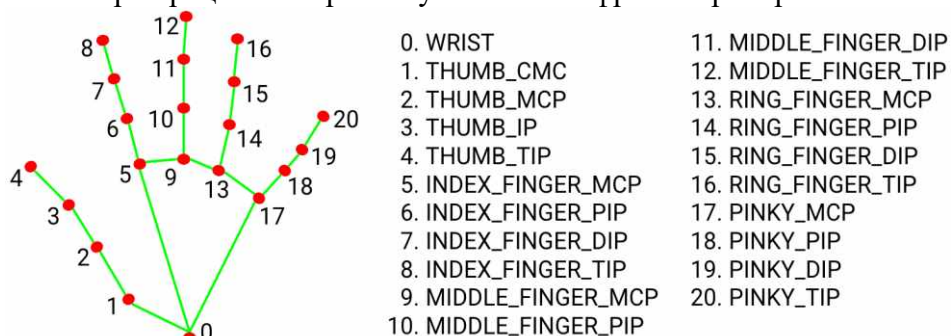 12
8
16
11
7
15
20
10
6
14
19
4
5
9
13
18
3
17
2
1
0
0. WRIST
1. THUMB_CMC
2. THUMB_MCP
3. THUMB_IP
4. THUMB_TIP
5. INDEX_FINGER_MCP
6. INDEX_FINGER_PIP
7. INDEX_FINGER_DIP
8. INDEX_FINGER_TIP
9. MIDDLE_FINGER_MCP
10. MIDDLE_FINGER_PIP
11. MIDDLE_FINGER_DIP
12. MIDDLE_FINGER_TIP
13. RING_FINGER_MCP
14. RING_FINGER_PIP
15. RING_FINGER_DIP
16. RING_FINGER_TIP
17. PINKY_MCP
18. PINKY_PIP
19. PINKY_DIP
20. PINKY_TIP